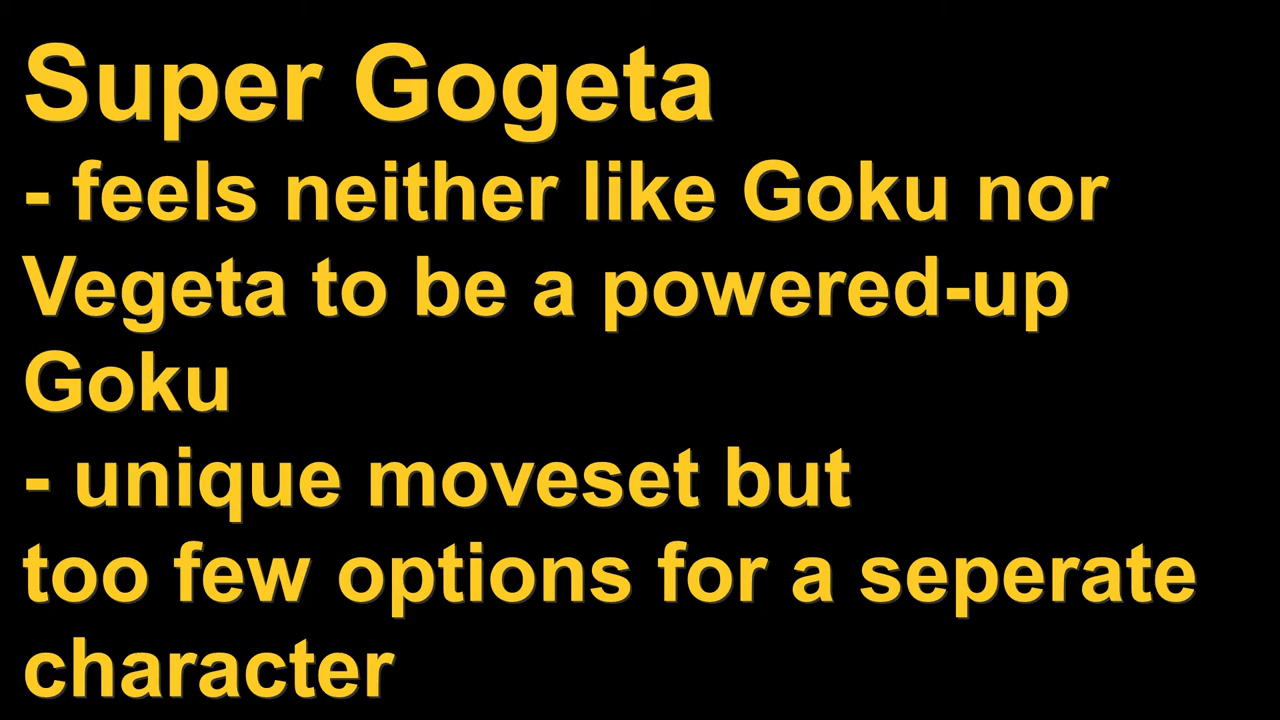 Super Gogeta
- feels neither like Goku nor
Vegeta to be a powered-up
Goku
- unique moveset but
too few options for a seperate
character